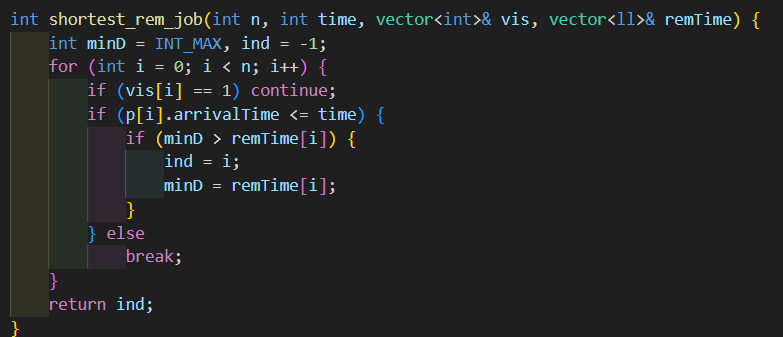 int shortest_rem_job(int n, int time, vector<int>& vis, vector<ll>& remTime) {
    int minD = INT_MAX, ind = -1;
    for (int i = 0; i < n; i++) {
        if (vis[i] == 1) continue;
        if (p[i].arrivalTime <= time) {
            if (minD > remTime[i]) {
                ind = i;
                minD = remTime[i];
            }
        } else
            break;
    }
    return ind;
}